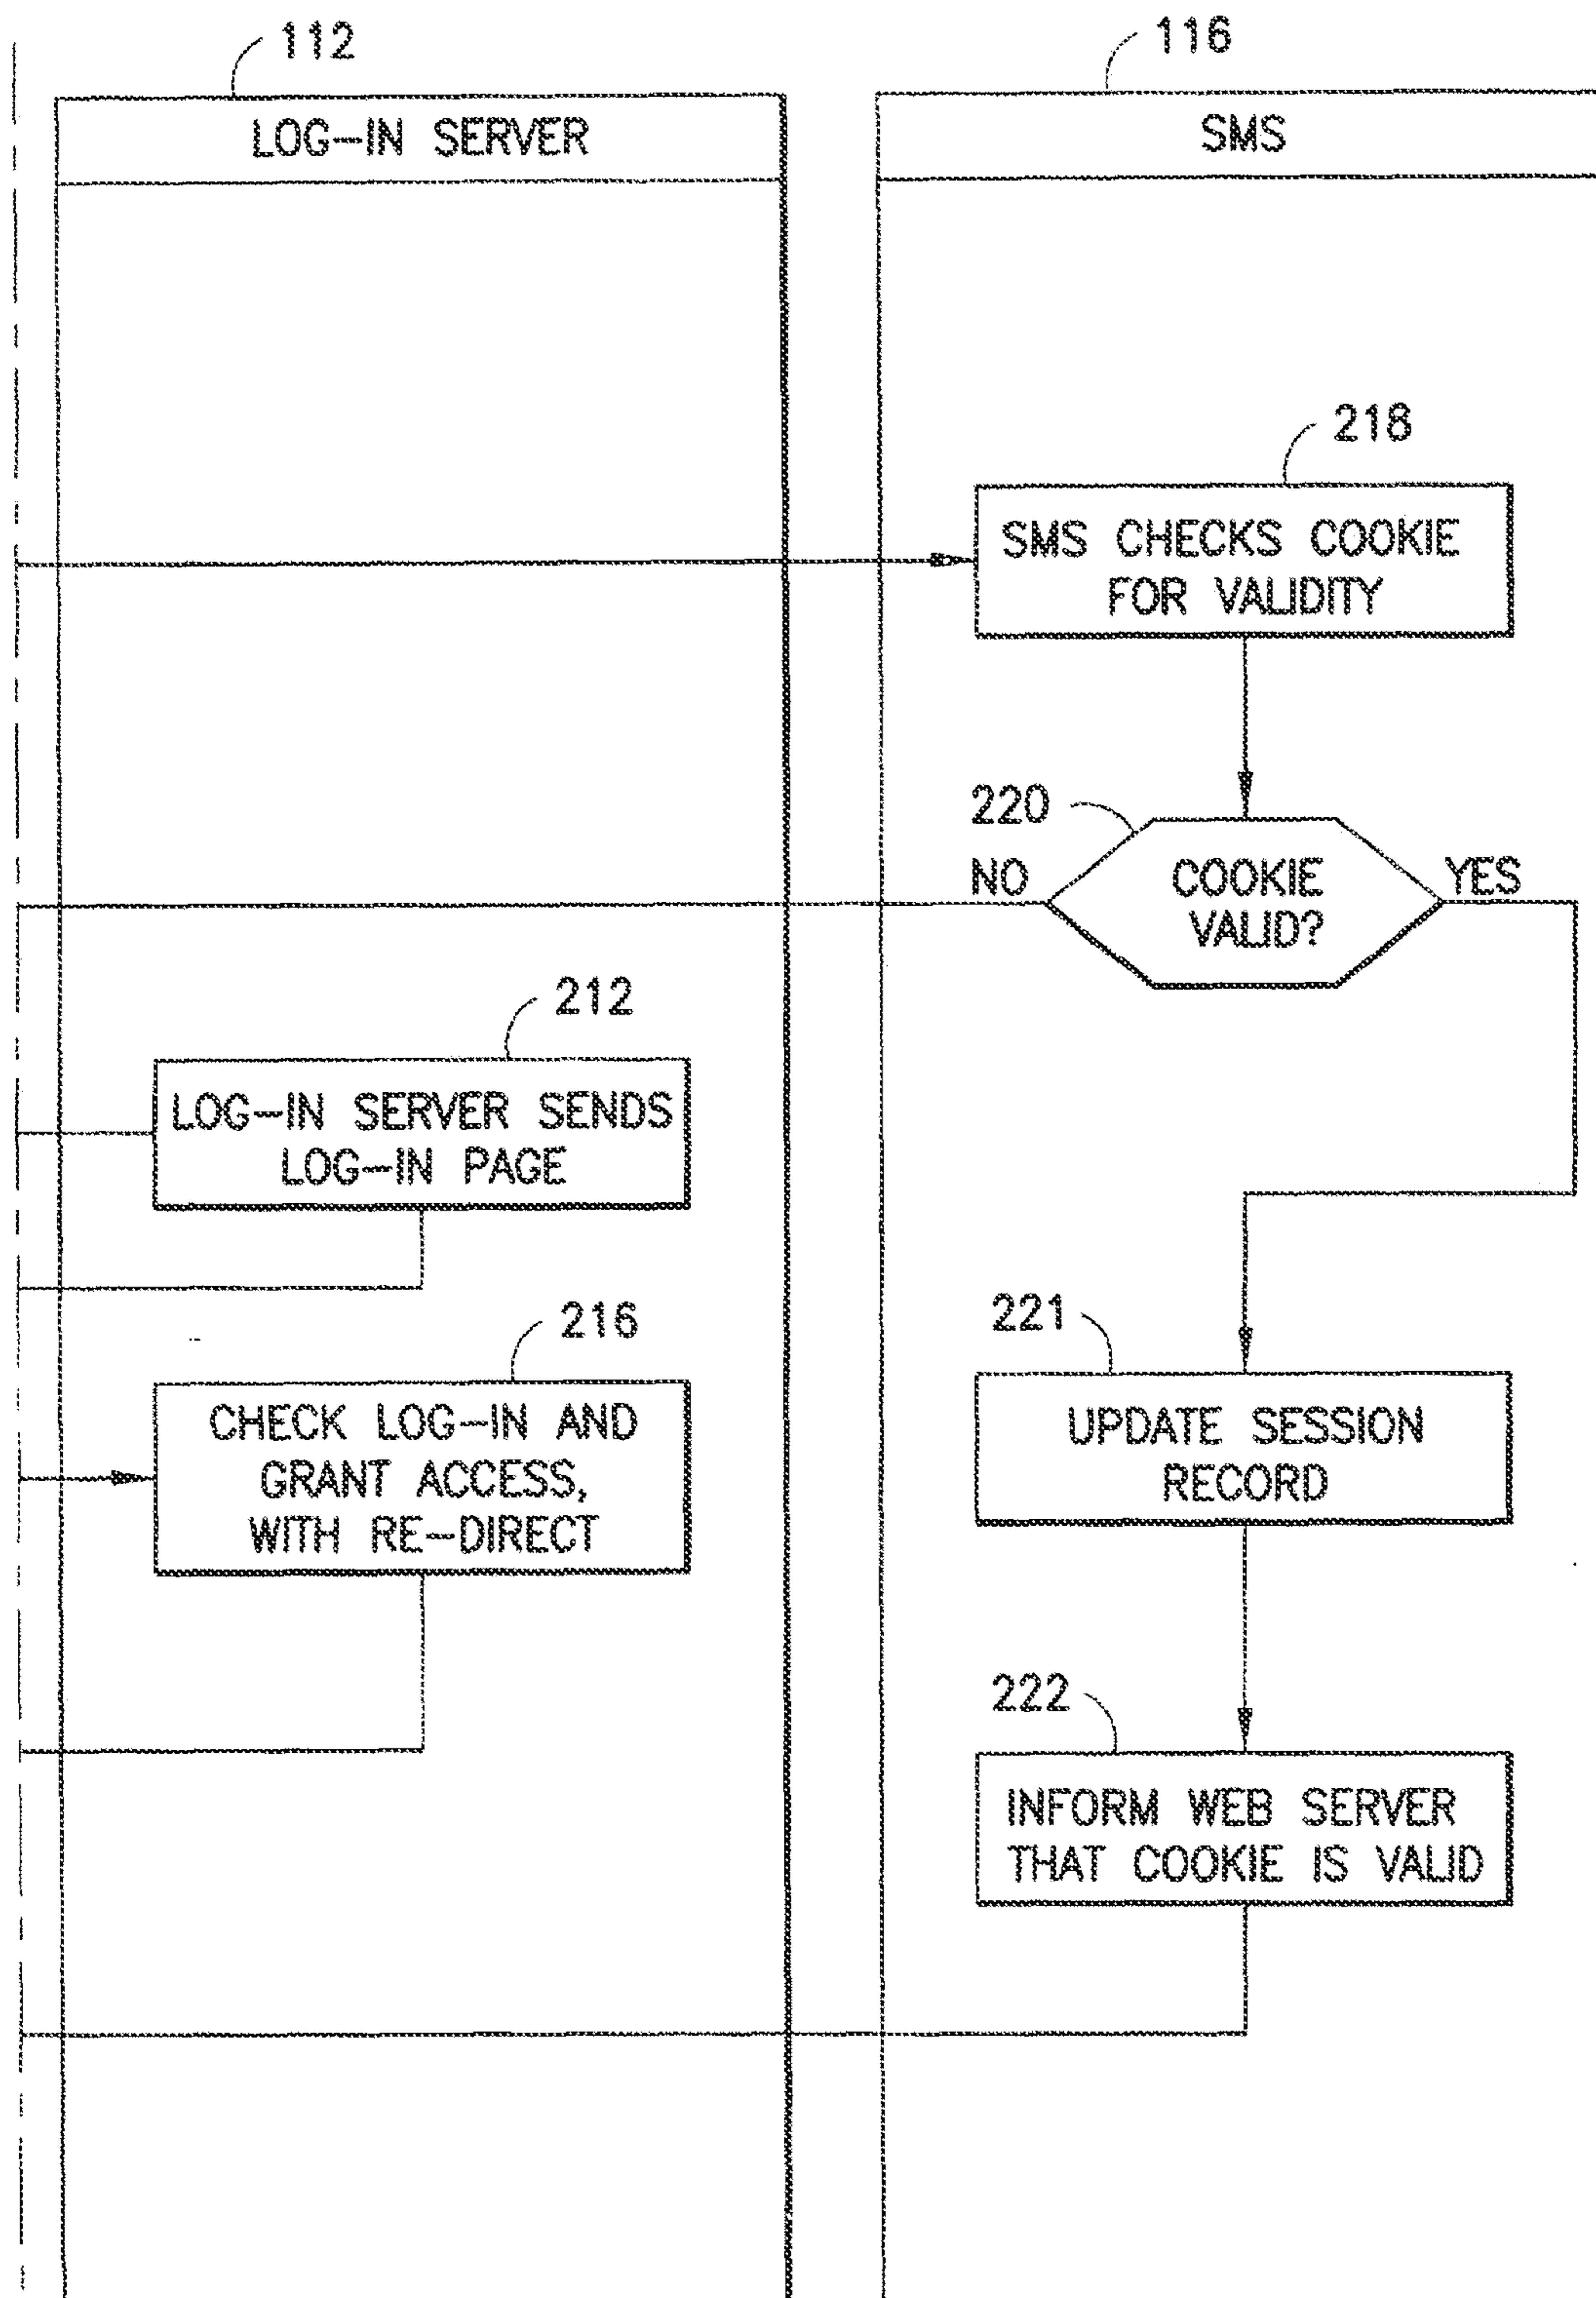 112
116
LOG-IN SERVER
SMS
218
SMS CHECKS COOKIE
FOR VALIDITY
220
NO
COOKIE
VALID?
YES
212
LOG-IN SERVER SENDS
LOG-IN PAGE
216
CHECK LOG-IN AND
GRANT ACCESS,
WITH RE-DIRECT
221
UPDATE SESSION
RECORD
222
INFORM WEB SERVER
THAT COOKIE IS VALID